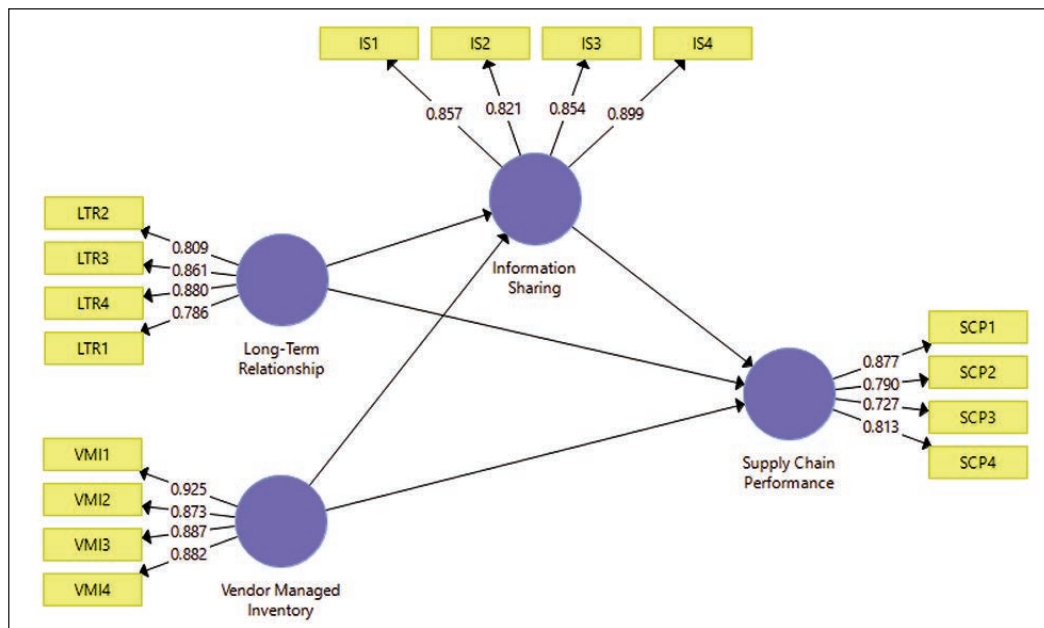 IS1
IS2
IS3
IS4
0.857
0.821
0.854
0.899
Information
Sharing
LTR2
LTR3
LTR4
LTR1
0.809
0.861
0.880
0.786
Long-Term
Relationship
VMI1
VMI2
VMI3
VMI4
0.925
0.873
0.887
0.882
Vendor Managed
Inventory
SCP1
SCP2
SCP3
SCP4
0.877
0.790
0.727
0.813
Supply Chain
Performance